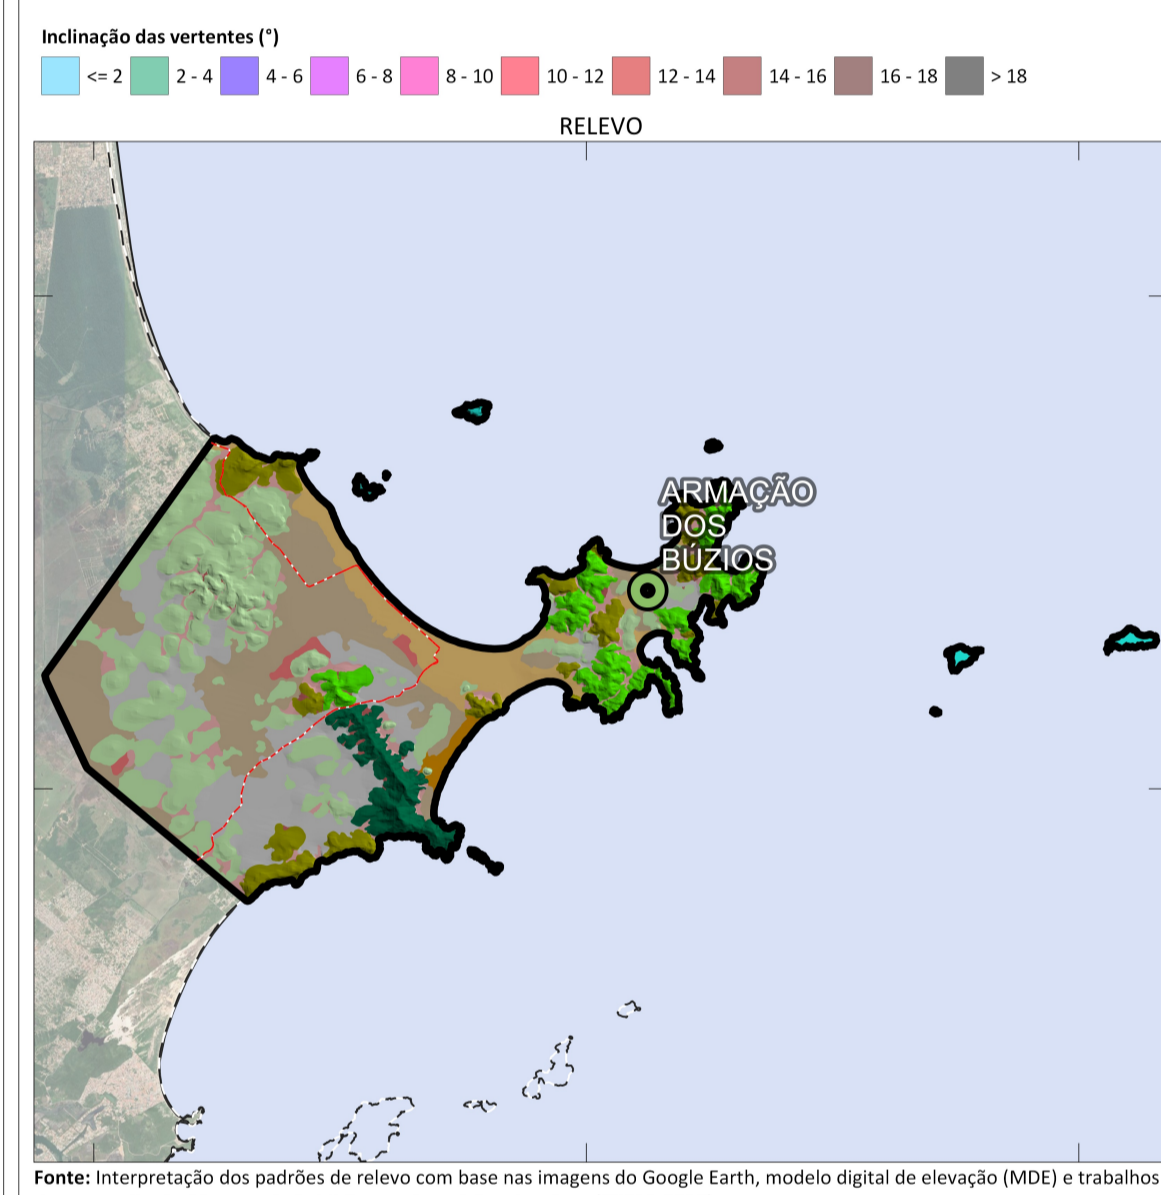 Inclinação das vertentes (°)
<= 2 2 - 4 4 - 6 6 - 8 8 - 10 10 - 12 12 - 14 14 - 16 16 - 18 > 18
RELEVO
ARMAÇÃO
DOS
BÚZIOS
Fonte: Interpretação dos padrões de relevo com base nas imagens do Google Earth, modelo digital de elevação (MDE) e trabalhos